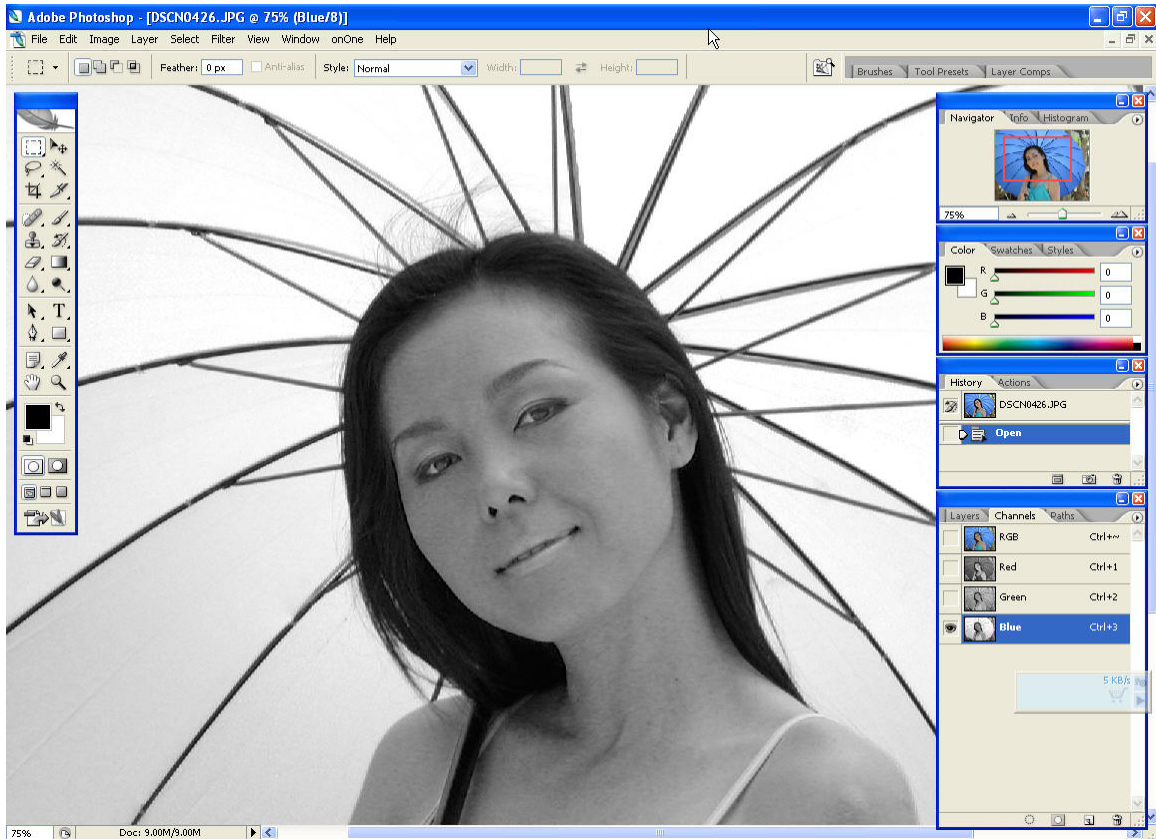 Adobe Photoshop - [DSCN0426.JPG @ 75% (Blue/8)]
File Edit Image Layer Select Filter View Window onOne Help
Feather: 0 px Anti-alias Style: Normal Width: Height: Brushes Tool Presets Layer Comps
Navigator Info Histogram
75%
Color Swatches Styles
R 0
G 0
B 0
History Actions
DSCN0426.JPG
Open
Layers Channels Paths
RGB Ctrl+~
Red Ctrl+1
Green Ctrl+2
Blue Ctrl+3
5 KB/s
75% Doc: 9.00M/9.00M